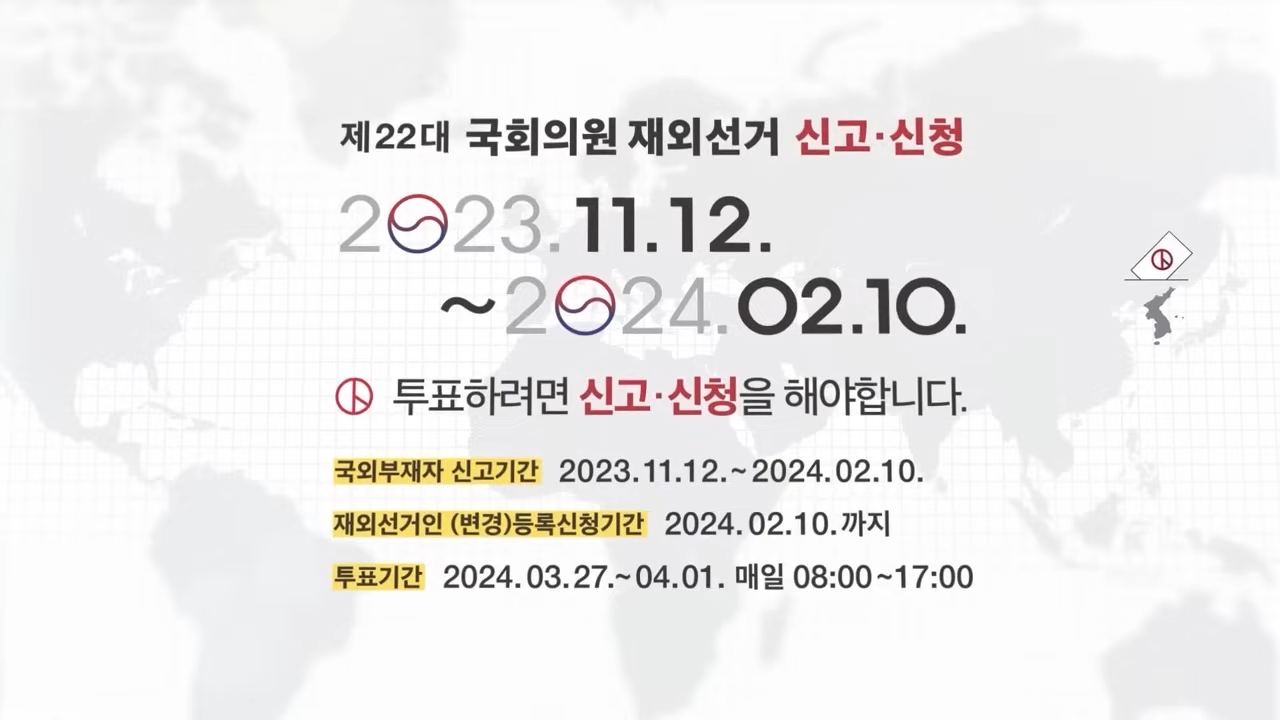 제22대 국회의원 재외선거 신고·신청
2023. 11.12.
~2024. 02.10.
투표하려면 신고·신청을 해야합니다.
국외부재자 신고기간 2023.11.12.~2024.02.10.
재외선거인 (변경)등록신청기간 2024.02.10.까지
투표기간 2024.03.27.~04.01. 매일 08:00~17:00